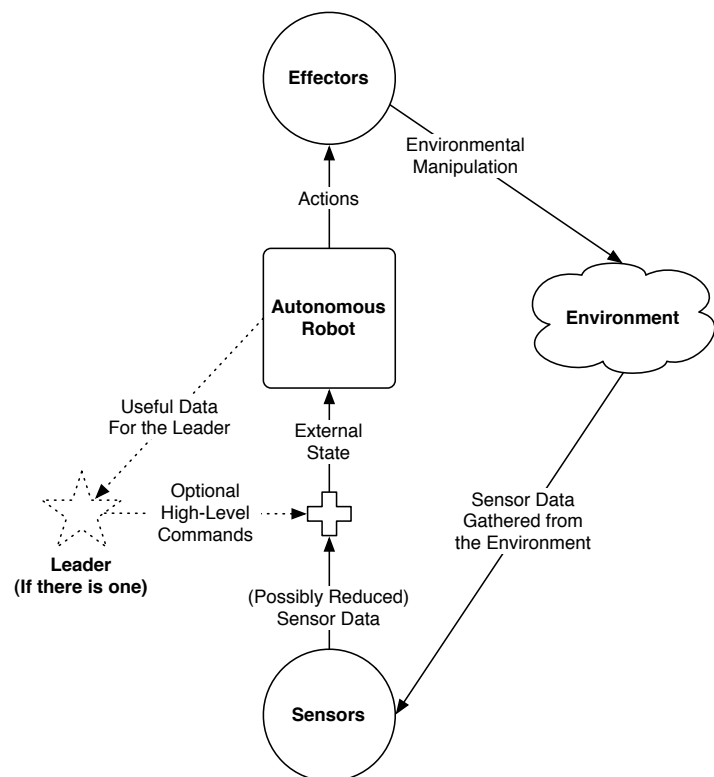 Effectors
Environmental
Manipulation
Actions
Autonomous
Robot
Environment
Useful Data
For the Leader
External
State
Optional
High-Level
Commands
Leader
(If there is one)
Sensor Data
Gathered from
the Environment
(Possibly Reduced)
Sensor Data
Sensors